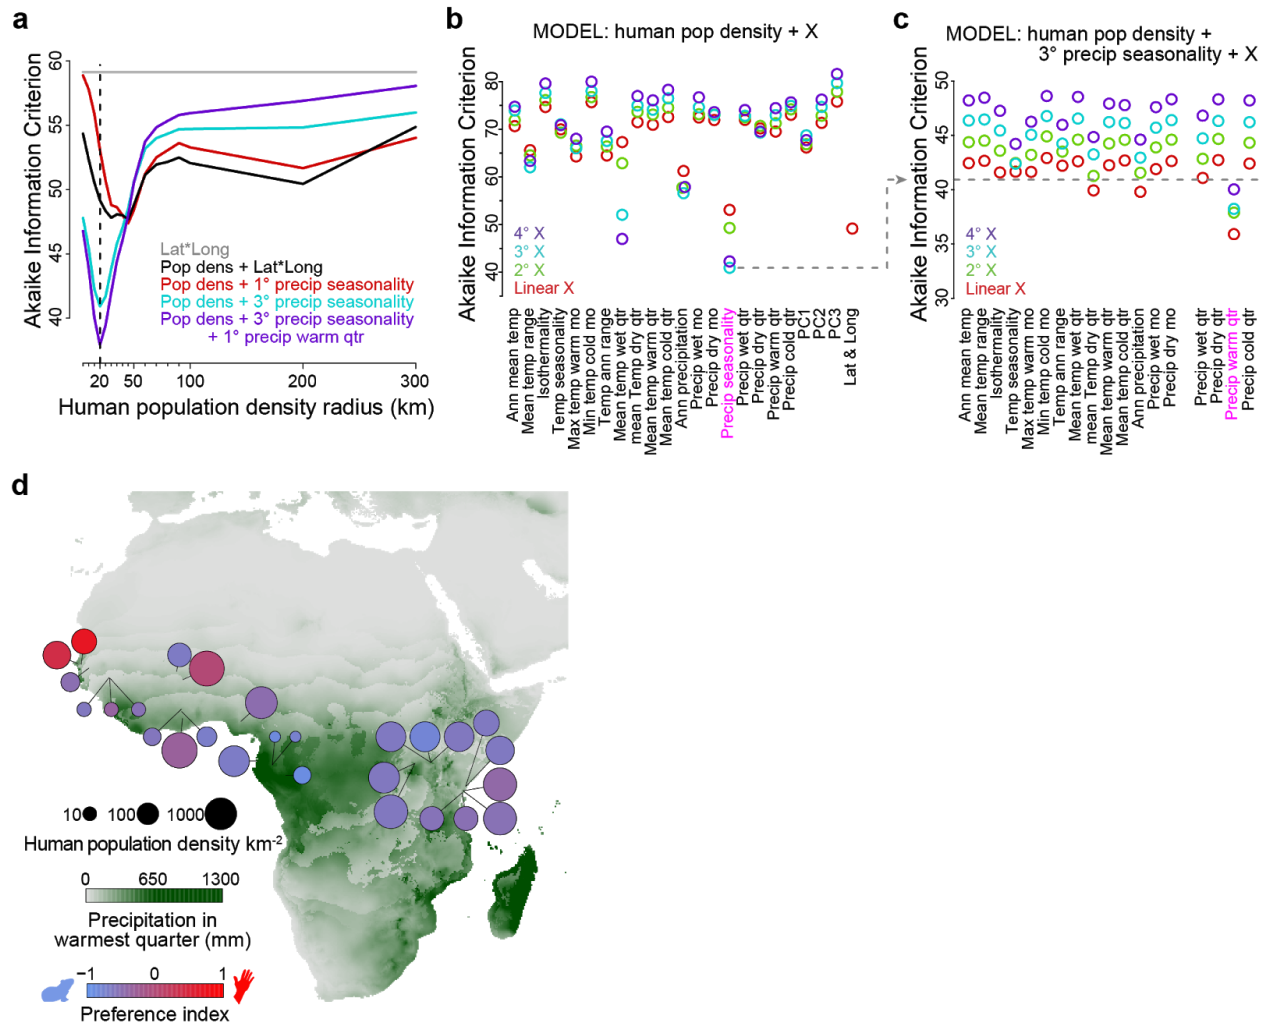 a
Akaike Information Criterion
60
55
50
45
40
20
50
100
200
300
Human population density radius (km)
Lat*Long
Pop dens + Lat*Long
Pop dens + 1° precip seasonality
Pop dens + 3° precip seasonality
Pop dens + 3° precip seasonality
+ 1° precip warm qtr
b
MODEL: human pop density + X
Akaike Information Criterion
80
70
60
50
40
4° X
3° X
2° X
Linear X
Ann mean temp
Mean temp range
Isothermality
Temp seasonality
Max temp warm mo
Min temp cold mo
Temp ann range
Mean temp wet qtr
mean Temp dry qtr
Mean temp warm qtr
Mean temp cold qtr
Ann precipitation
Precip wet mo
Precip dry mo
Precip seasonality
Precip wet qtr
Precip dry qtr
Precip warm qtr
Precip cold qtr
PC1
PC2
PC3
Lat & Long
c
MODEL: human pop density +
3° precip seasonality + X
Akaike Information Criterion
50
45
40
35
30
4° X
3° X
2° X
Linear X
Ann mean temp
Mean temp range
Isothermality
Temp seasonality
Max temp warm mo
Min temp cold mo
Temp ann range
Mean temp wet qtr
mean Temp dry qtr
Mean temp warm qtr
Mean temp cold qtr
Ann precipitation
Precip wet mo
Precip dry mo
Precip wet qtr
Precip dry qtr
Precip warm qtr
Precip cold qtr
d
10 100 1000
Human population density km-2
0 650 1300
Precipitation in
warmest quarter (mm)
−1 0 1
Preference index